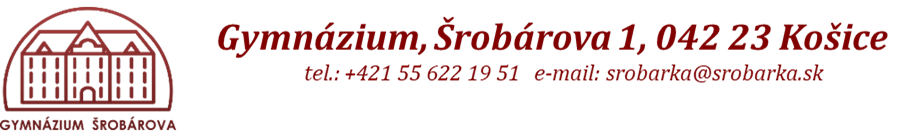 Gymnázium, Šrobárova 1, 042 23 Košice
tel.: +421 55 622 19 51 e-mail: srobarka@srobarka.sk
GYMNÁZIUM ŠROBÁROVA